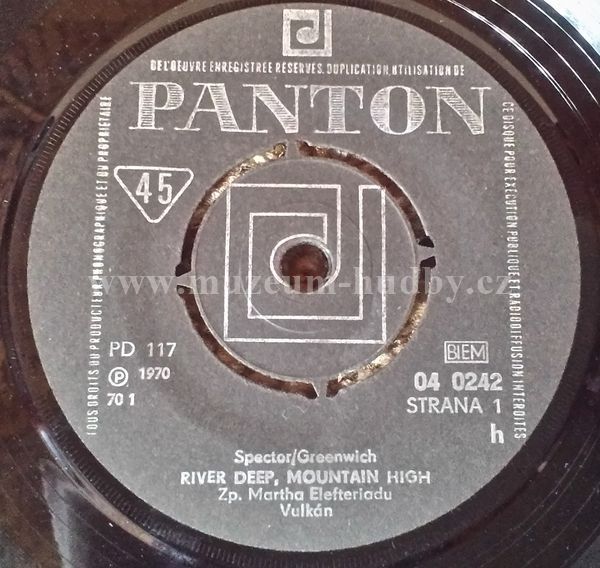 DE L'OEUVRE ENREGISTREE RESERVES. DUPLICATION, UTILISATION DE
PANTON
CE DISQUE POUR EXECUTION PUBLIQUE ET RADIODIFFUSION INTERDITES
TOUS DROITS DU PRODUCTEUR PHONOGRAPHIQUE ET DU PROPRIETAIRE
45
www.muzeum-hudby.cz
PD 117
BIEM
Ⓟ 1970
04 0242
70 1
STRANA 1
h
Spector/Greenwich
RIVER DEEP, MOUNTAIN HIGH
Zp. Martha Elefteriadu
Vulkán